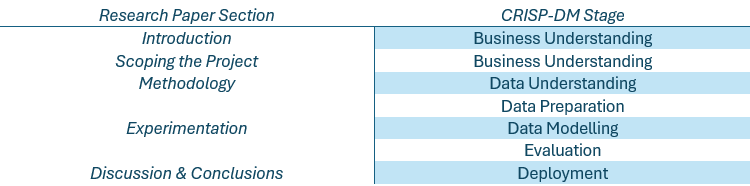 Research Paper Section CRISP-DM Stage
Introduction Business Understanding
Scoping the Project Business Understanding
Methodology Data Understanding
Data Preparation
Experimentation Data Modelling
Evaluation
Discussion & Conclusions Deployment